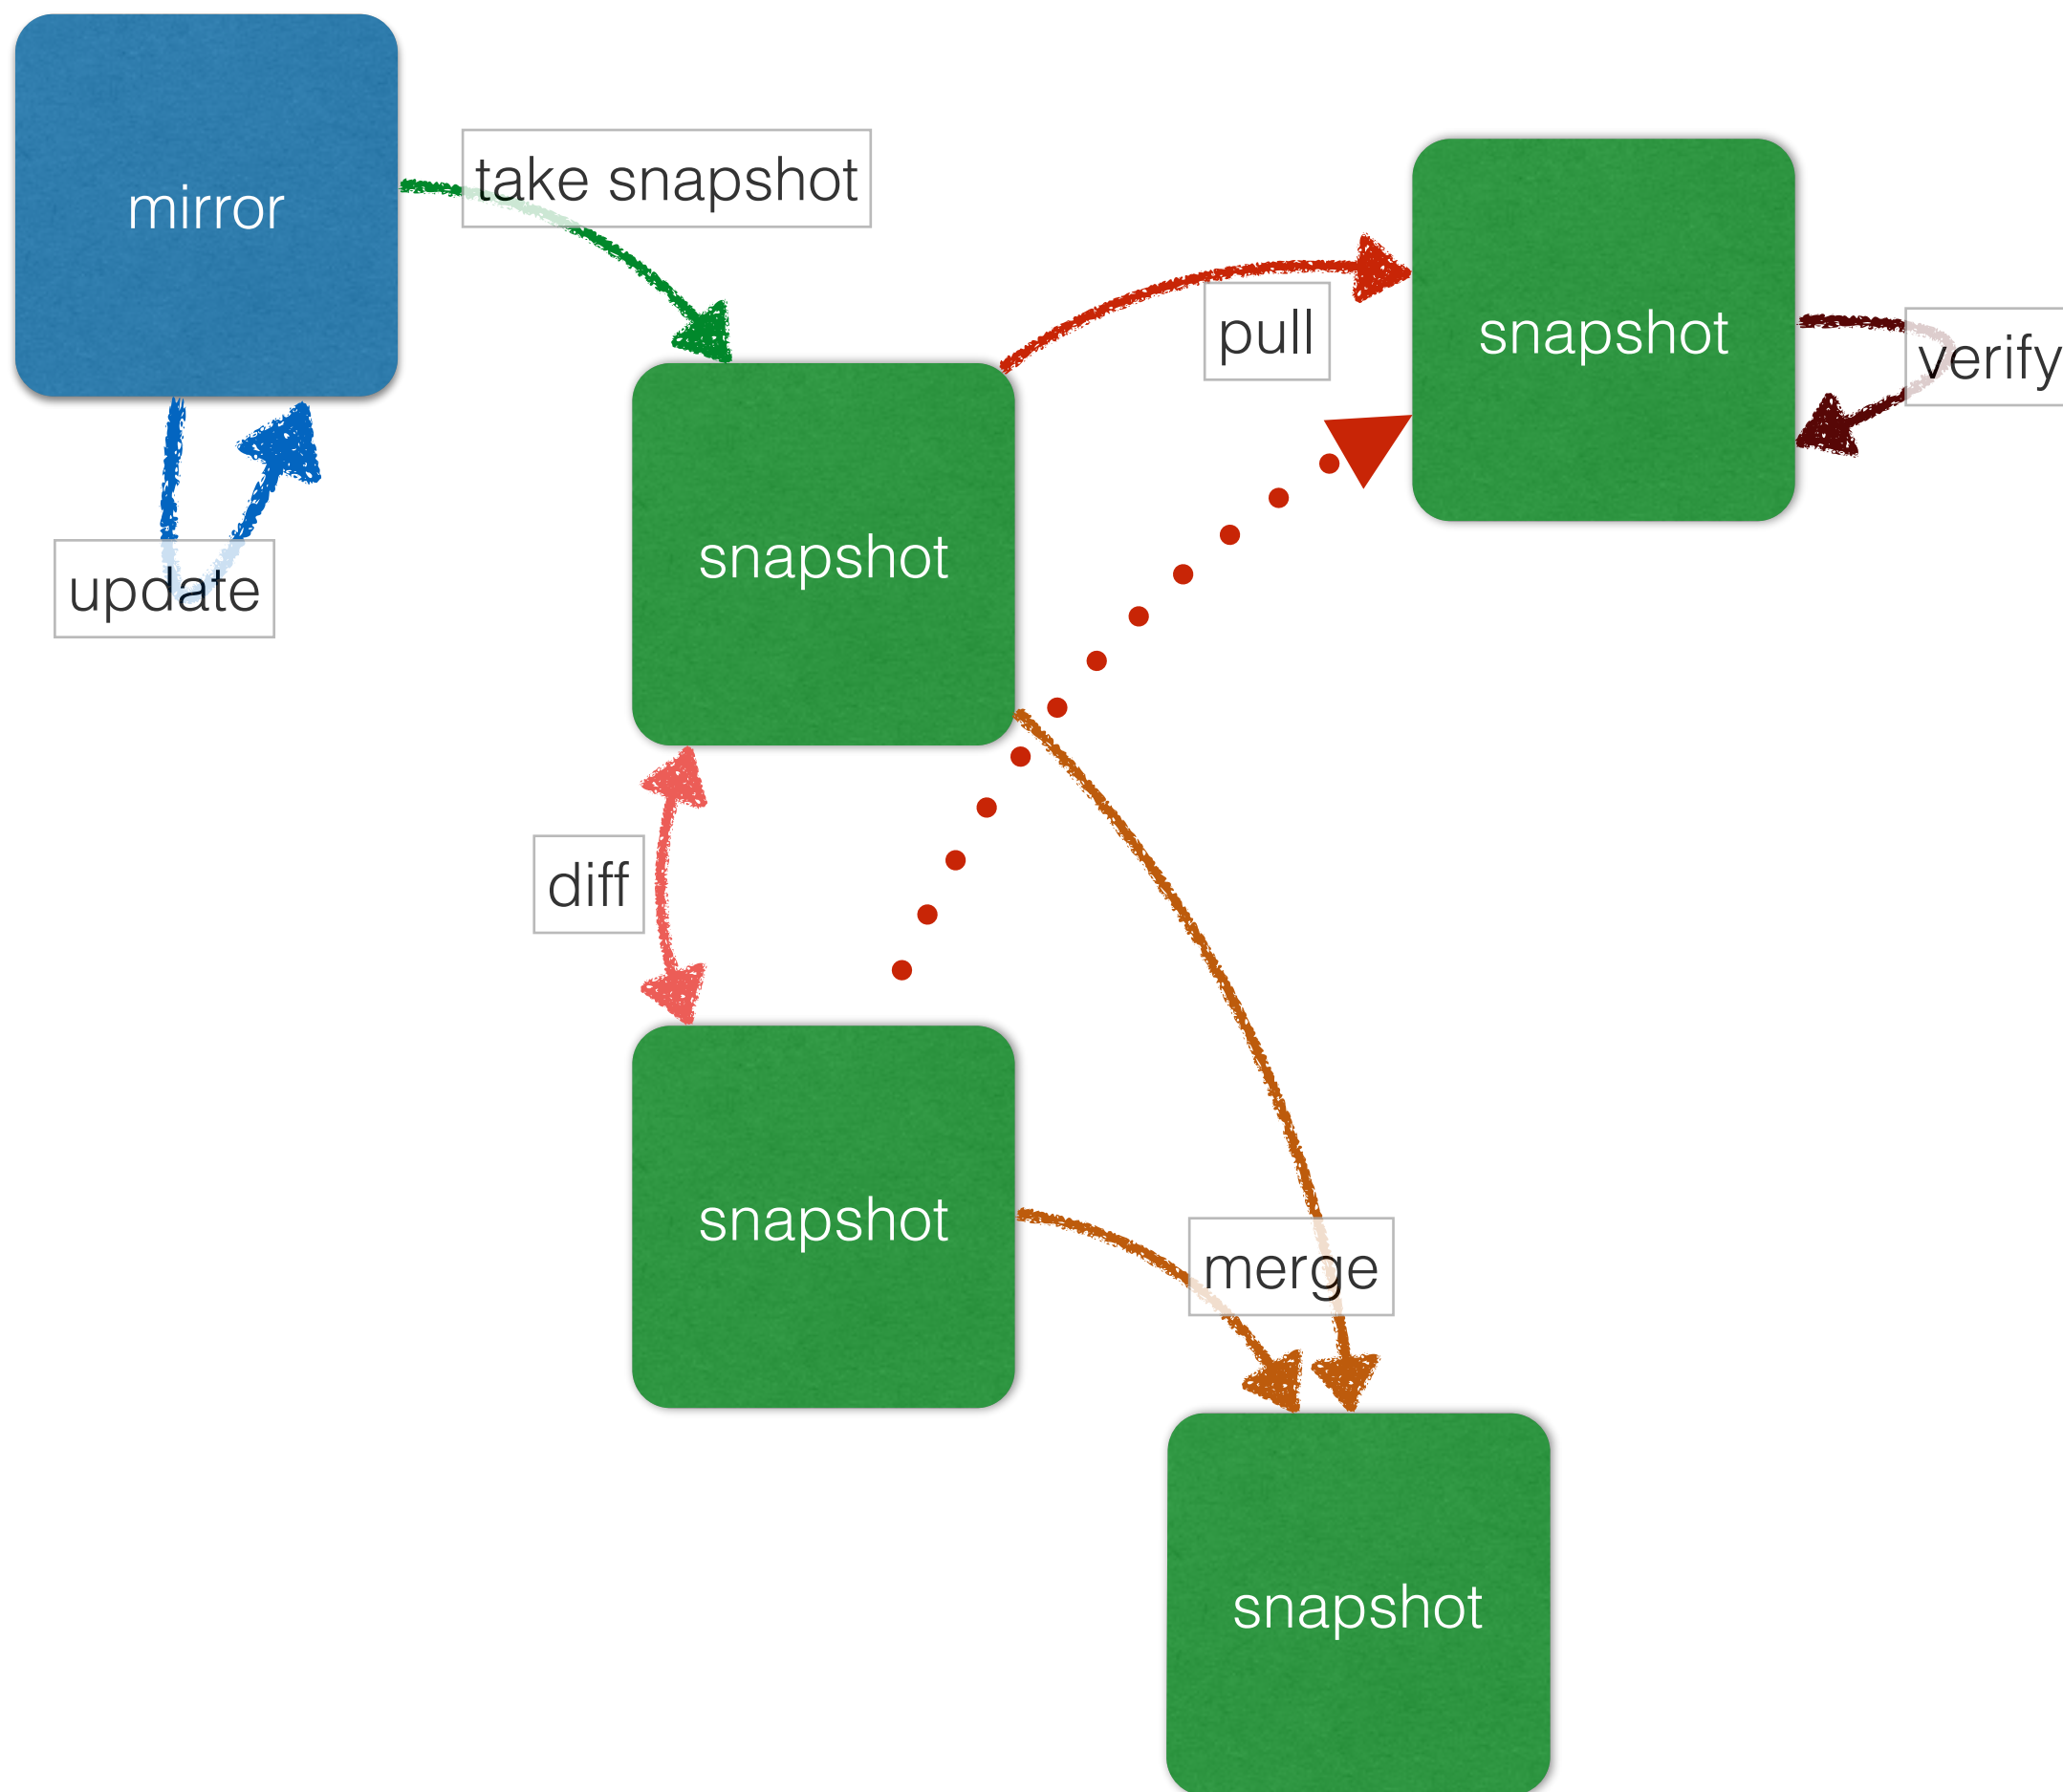 mirror
take snapshot
pull
snapshot
verify
update
snapshot
diff
snapshot
merge
snapshot